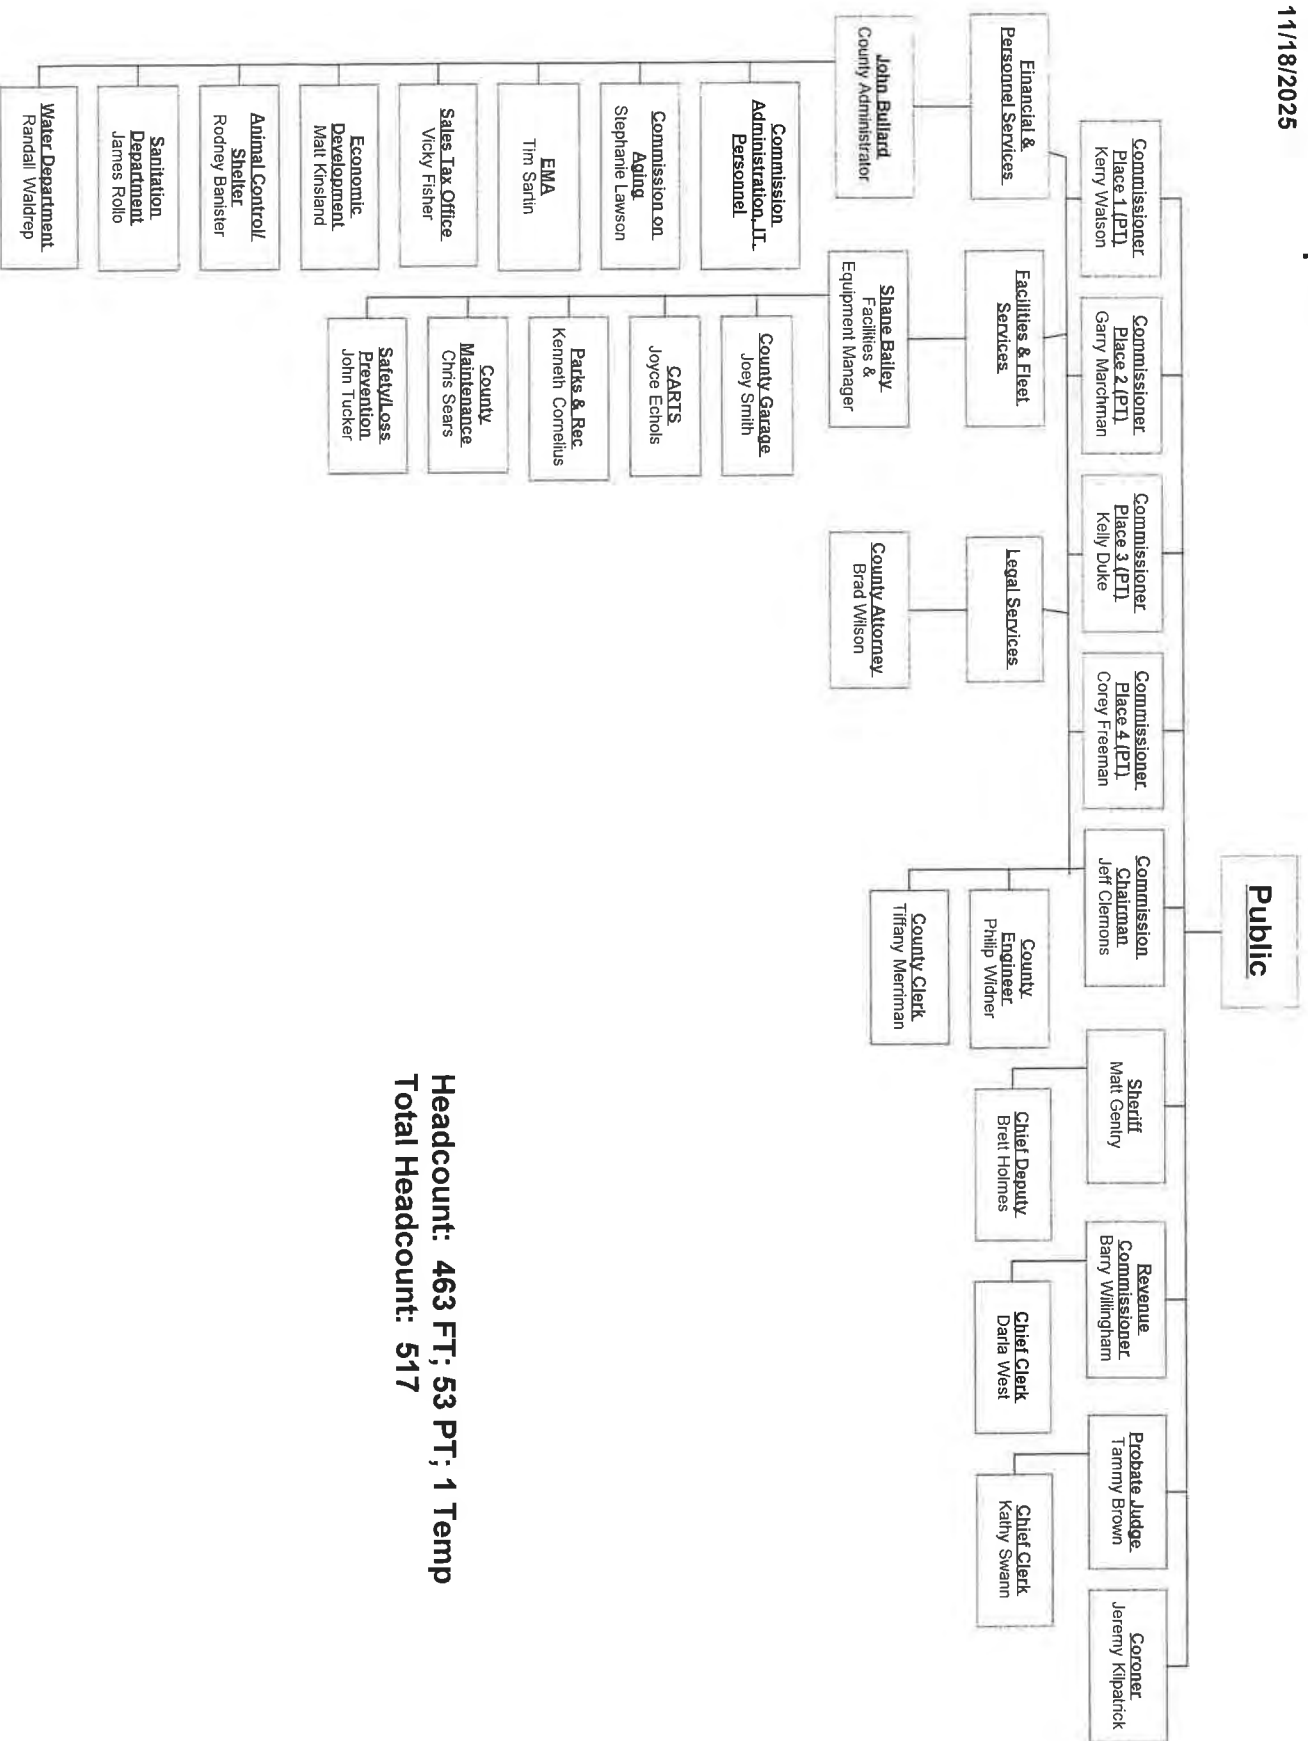 11/18/2025
Public
Commissioner
Place 1 (PT)
Kerry Watson
Commissioner
Place 2 (PT)
Garry Marchman
Commissioner
Place 3 (PT)
Kelly Duke
Commissioner
Place 4 (PT)
Corey Freeman
Commission
Chairman
Jeff Clemons
Sheriff
Matt Gentry
Revenue
Commissioner
Barry Willingham
Probate Judge
Tammy Brown
Coroner
Jeremy Kilpatrick
Financial &
Personnel Services
Facilities & Fleet
Services
Legal Services
County
Engineer
Philip Widner
Chief Deputy
Brett Holmes
Chief Clerk
Darla West
Chief Clerk
Kathy Swann
John Bullard
County Administrator
Shane Bailey
Facilities &
Equipment Manager
County Attorney
Brad Wilson
County Clerk
Tiffany Merriman
Commission
Administration, IT,
Personnel
County Garage
Joey Smith
Commission on
Aging
Stephanie Lawson
CARTS
Joyce Echols
EMA
Tim Sartin
Parks & Rec
Kenneth Cornelius
Sales Tax Office
Vicky Fisher
County
Maintenance
Chris Sears
Economic
Development
Matt Kinsland
Safety/Loss
Prevention
John Tucker
Animal Control/
Shelter
Rodney Banister
Sanitation
Department
James Rollo
Water Department
Randall Waldrep
Headcount: 463 FT; 53 PT; 1 Temp
Total Headcount: 517